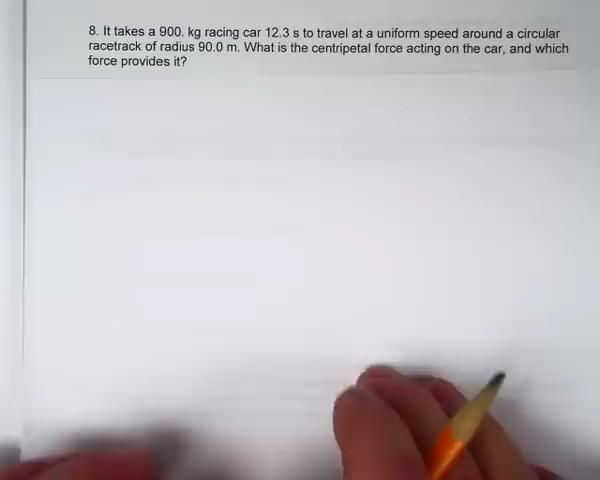 8. It takes a 900. kg racing car 12.3 s to travel at a uniform speed around a circular
racetrack of radius 90.0 m. What is the centripetal force acting on the car, and which
force provides it?